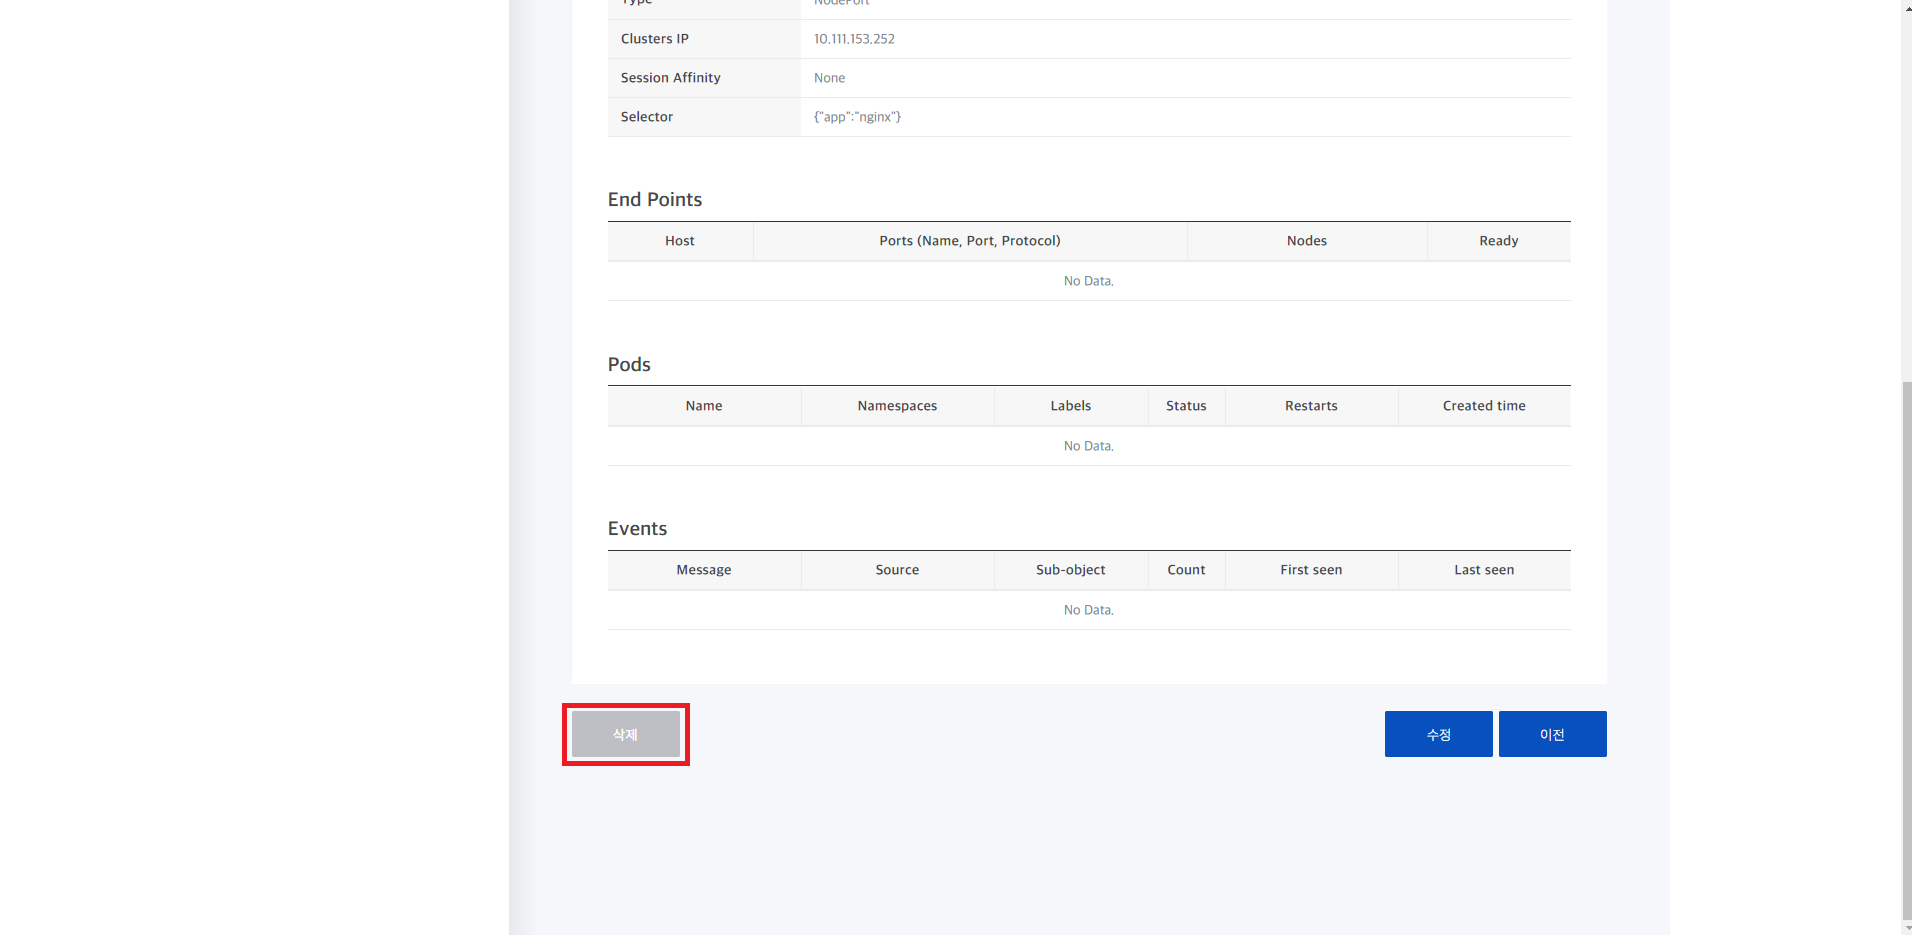 Type NodePort
Clusters IP 10.111.153.252
Session Affinity None
Selector {"app":"nginx"}
End Points
Host Ports (Name, Port, Protocol) Nodes Ready
No Data.
Pods
Name Namespaces Labels Status Restarts Created time
No Data.
Events
Message Source Sub-object Count First seen Last seen
No Data.
삭제 수정 이전